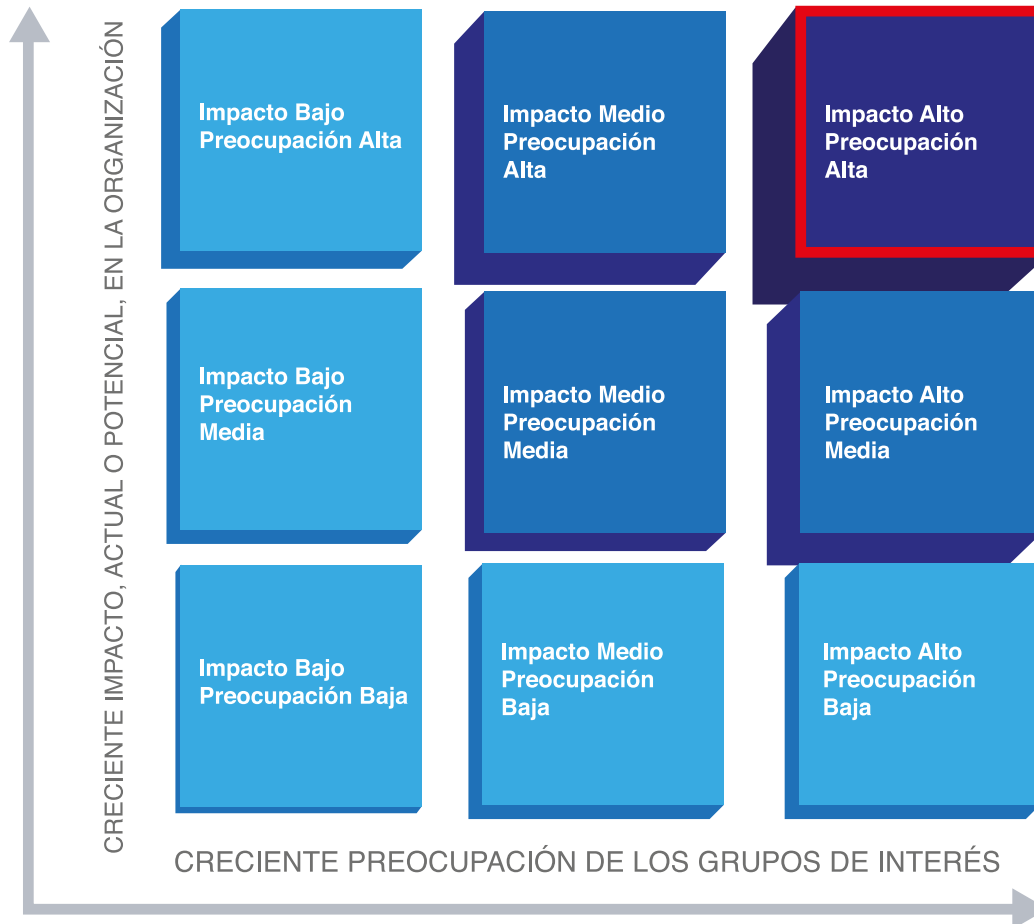 CRECIENTE IMPACTO, ACTUAL O POTENCIAL, EN LA ORGANIZACIÓN
Impacto Bajo
Preocupación Alta
Impacto Medio
Preocupación
Alta
Impacto Alto
Preocupación
Alta
Impacto Bajo
Preocupación
Media
Impacto Medio
Preocupación
Media
Impacto Alto
Preocupación
Media
Impacto Bajo
Preocupación Baja
Impacto Medio
Preocupación
Baja
Impacto Alto
Preocupación
Baja
CRECIENTE PREOCUPACIÓN DE LOS GRUPOS DE INTERÉS